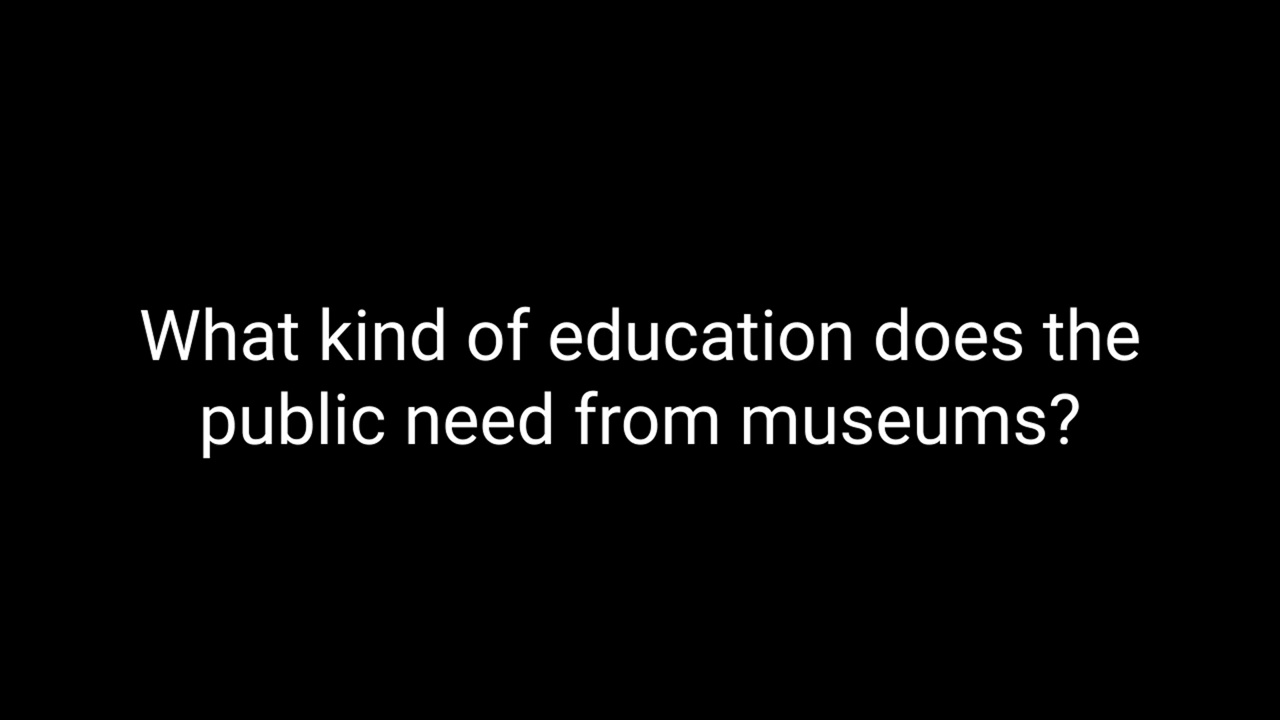 What kind of education does the
public need from museums?